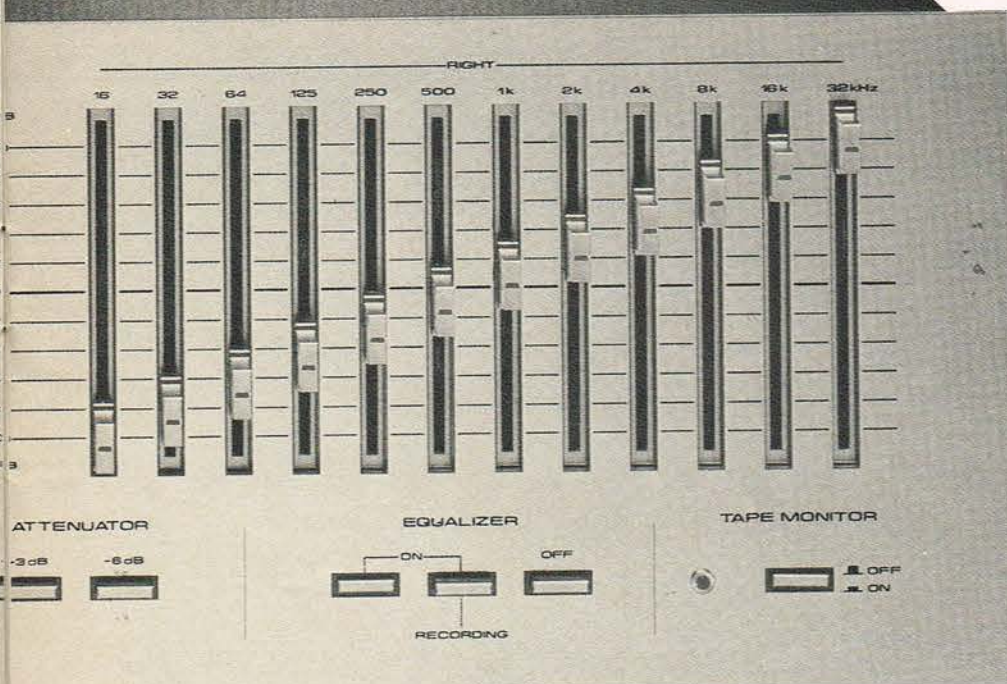 RIGHT
16 32 64 125 250 500 1k 2k 4k 8k 16k 32kHz
ATTENUATOR EQUALIZER TAPE MONITOR
-3dB -6dB ON OFF OFF
ON
RECORDING